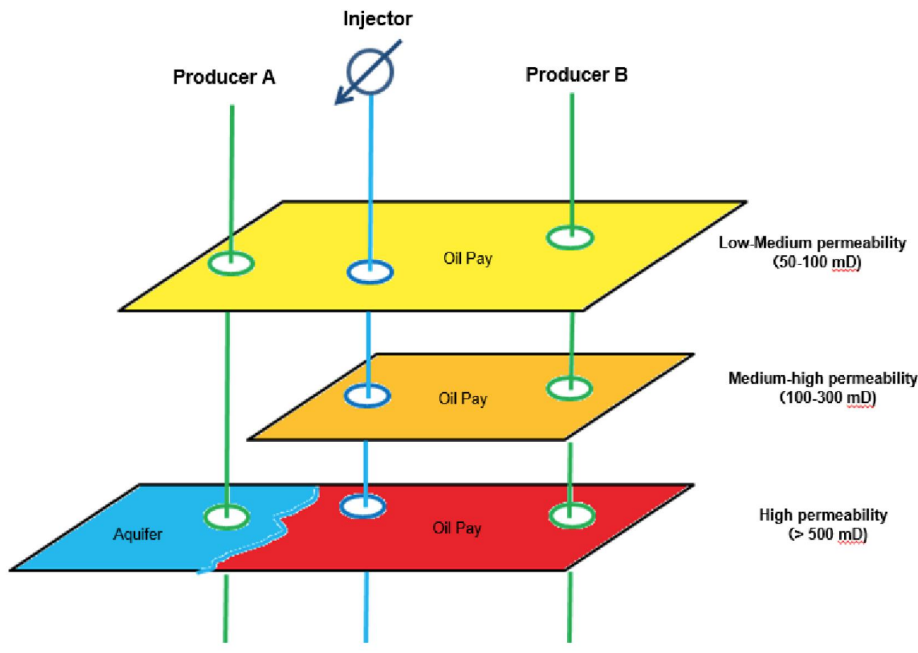 Injector
Producer A
Producer B
Oil Pay
Low-Medium permeability
(50-100 mD)
Oil Pay
Medium-high permeability
(100-300 mD)
Aquifer
Oil Pay
High permeability
(> 500 mD)